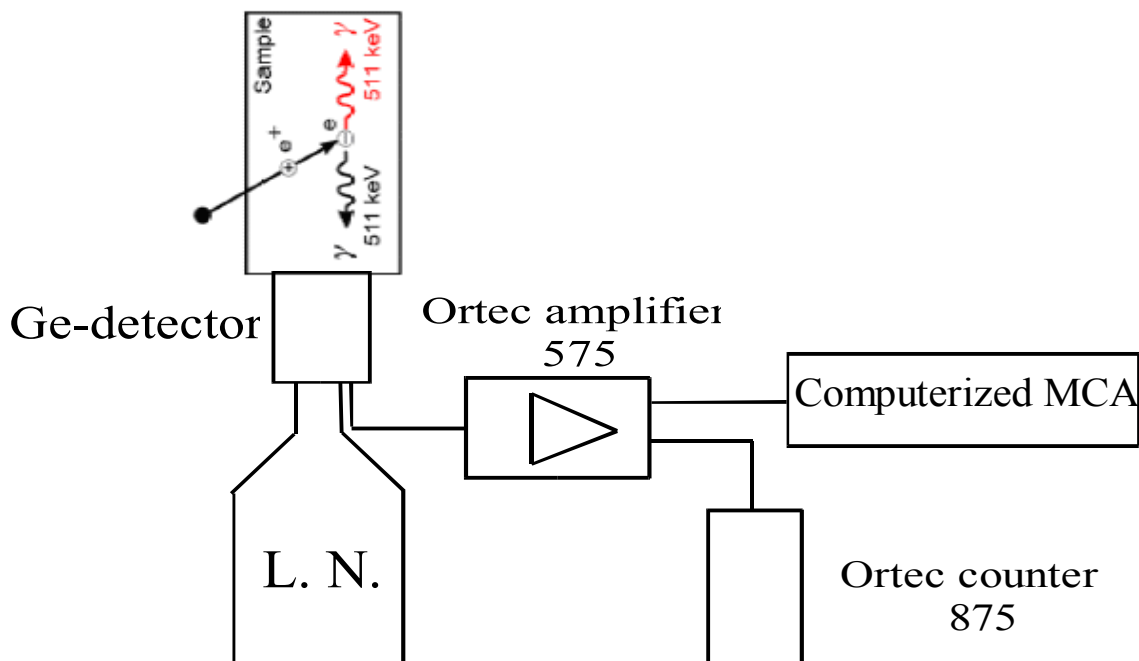 Sample
e+
e
γ
511 keV
γ
511 keV
Ge-detector
Ortec amplifier
575
Computerized MCA
L. N.
Ortec counter
875